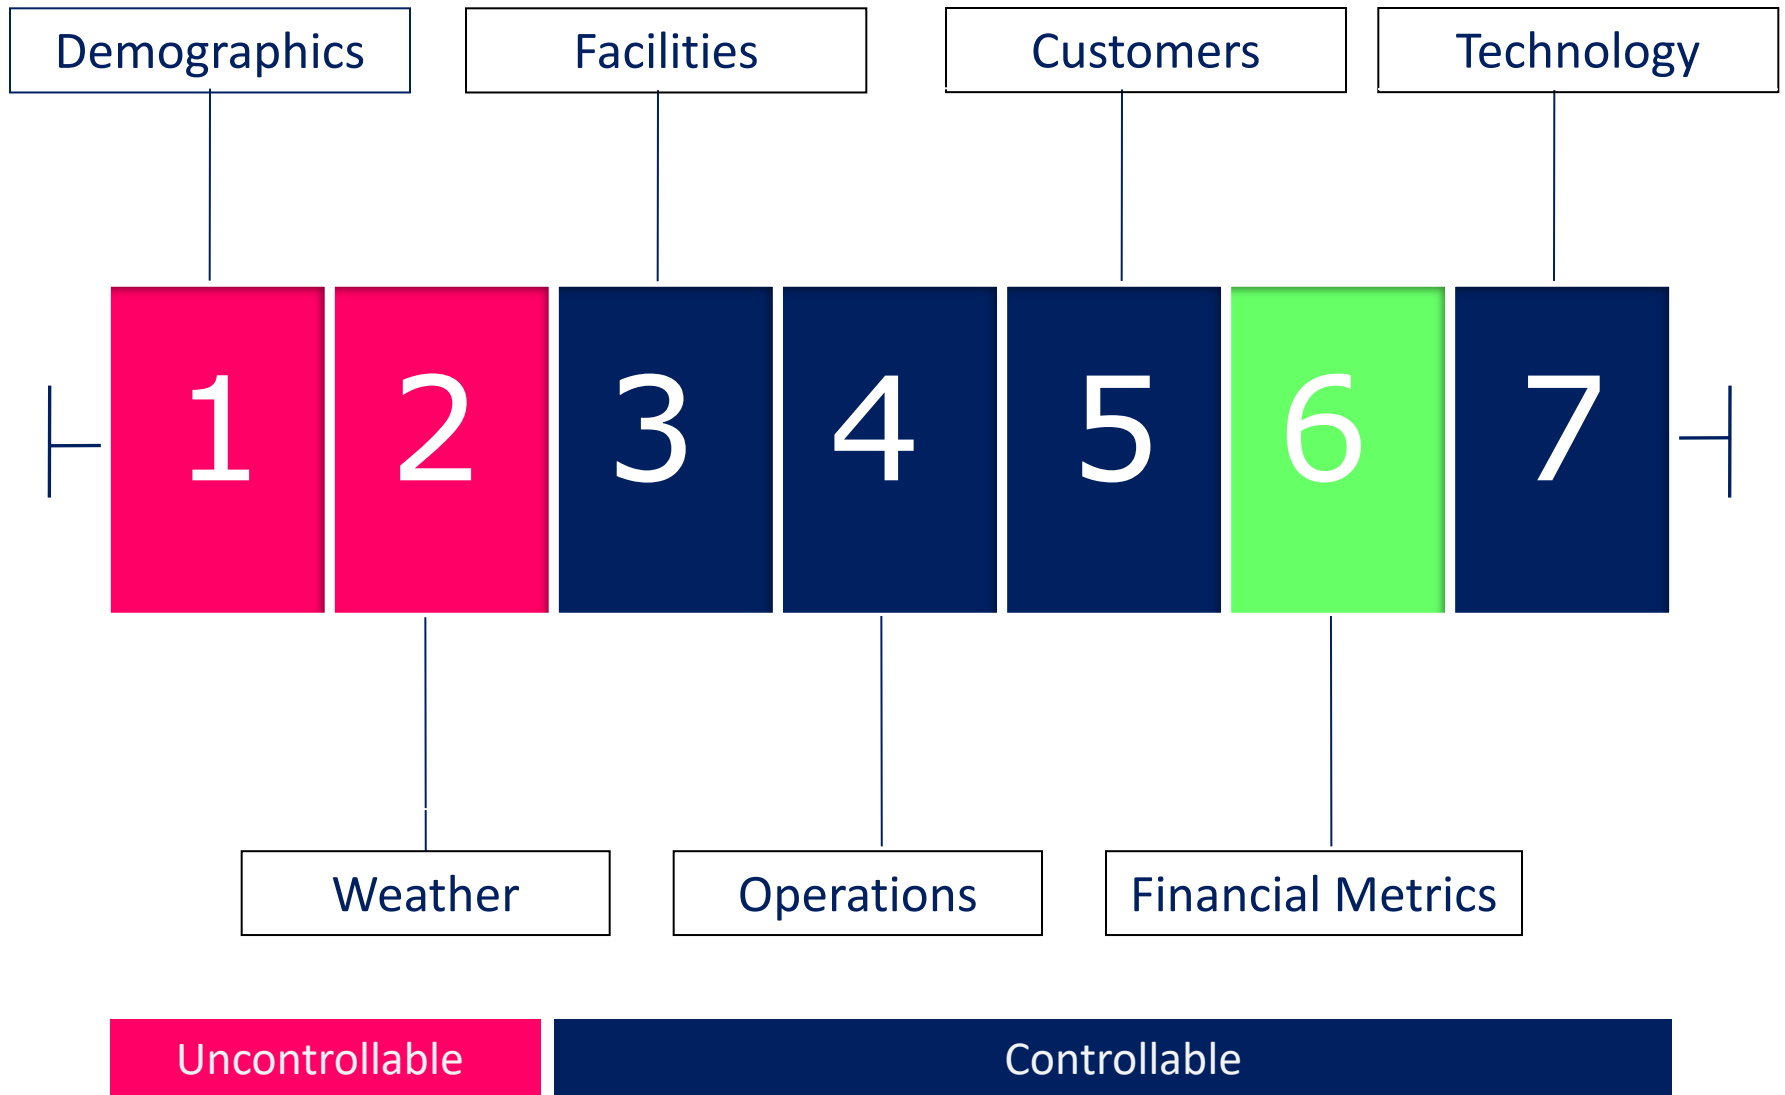 Demographics
Facilities
Customers
Technology
1
2
3
4
5
6
7
Weather
Operations
Financial Metrics
Uncontrollable
Controllable